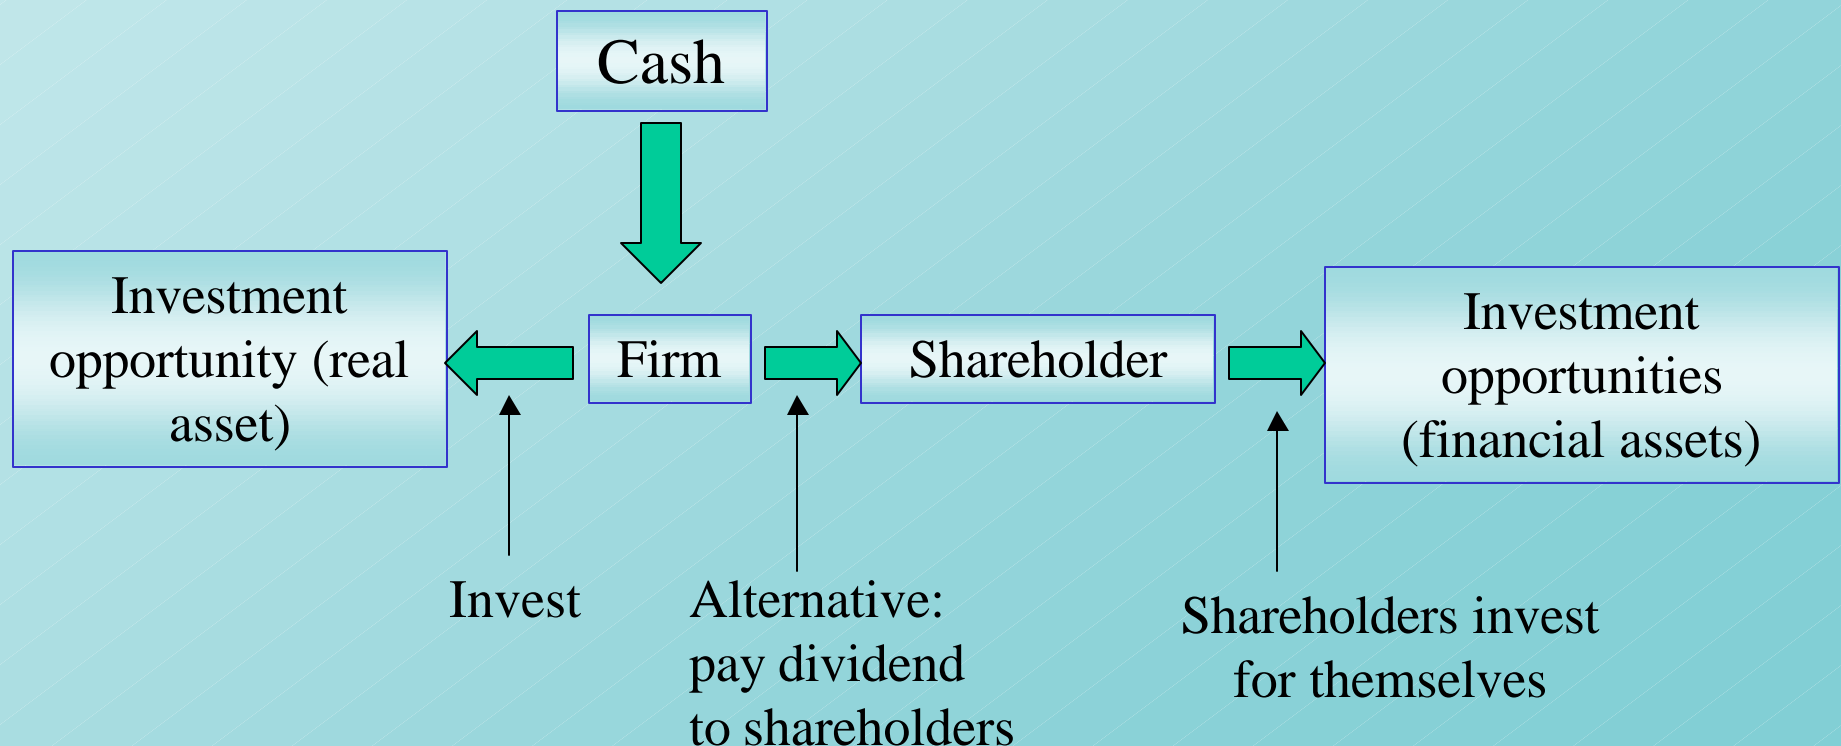 Cash
Investment
opportunity (real
asset)
Firm
Shareholder
Investment
opportunities
(financial assets)
Invest
Alternative:
pay dividend
to shareholders
Shareholders invest
for themselves